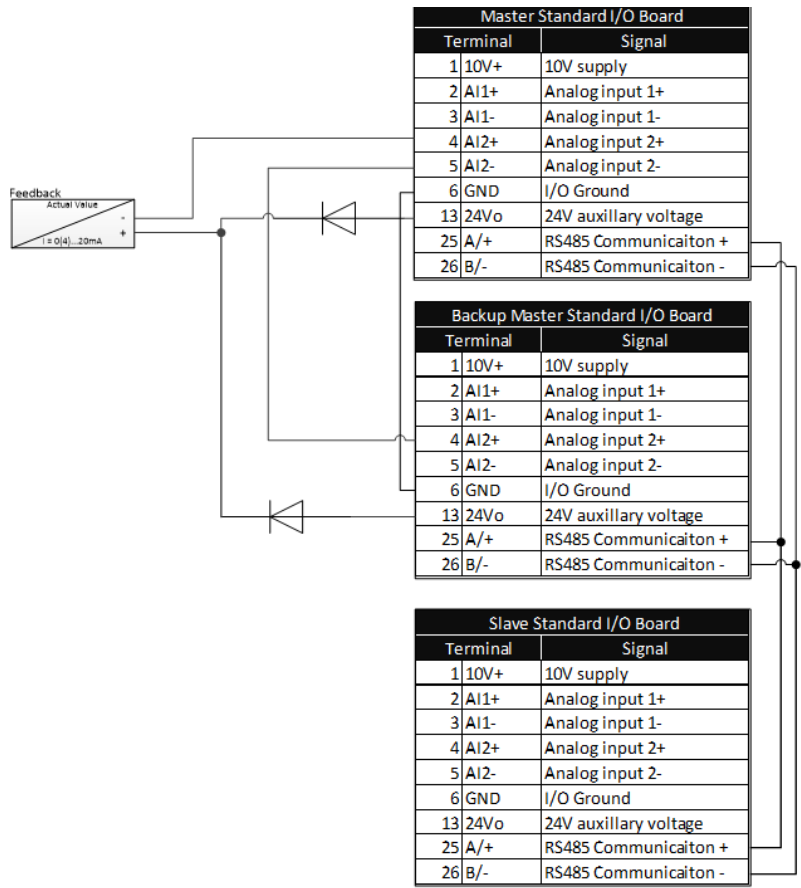 Master Standard I/O Board
Terminal Signal
1 10V+ 10V supply
2 AI1+ Analog input 1+
3 AI1- Analog input 1-
4 AI2+ Analog input 2+
5 AI2- Analog input 2-
6 GND I/O Ground
13 24Vo 24V auxillary voltage
25 A/+ RS485 Communicaiton +
26 B/- RS485 Communicaiton -
Feedback
Actual Value
-
+
I = 0(4)...20mA
Backup Master Standard I/O Board
Terminal Signal
1 10V+ 10V supply
2 AI1+ Analog input 1+
3 AI1- Analog input 1-
4 AI2+ Analog input 2+
5 AI2- Analog input 2-
6 GND I/O Ground
13 24Vo 24V auxillary voltage
25 A/+ RS485 Communicaiton +
26 B/- RS485 Communicaiton -
Slave Standard I/O Board
Terminal Signal
1 10V+ 10V supply
2 AI1+ Analog input 1+
3 AI1- Analog input 1-
4 AI2+ Analog input 2+
5 AI2- Analog input 2-
6 GND I/O Ground
13 24Vo 24V auxillary voltage
25 A/+ RS485 Communicaiton +
26 B/- RS485 Communicaiton -